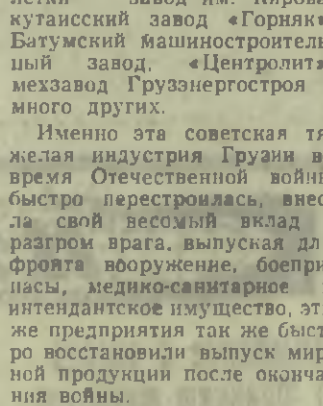 завод им. Кирова
кутаисский завод «Горняк»
Батумский машиностроитель
ный завод, «Центролит»
мехзавод Грузэнергостроя
много других.
Именно эта советская тя
желая индустрия Грузии в
время Отечественной войны
быстро перестроилась, внес
ла свой весомый вклад
разгром врага, выпуская дл
фронта вооружение, боепри
пасы, медико-санитарное
интендантское имущество, эт
же предприятия так же быст
ро восстановили выпуск мир
ной продукции после оконча
ния войны.